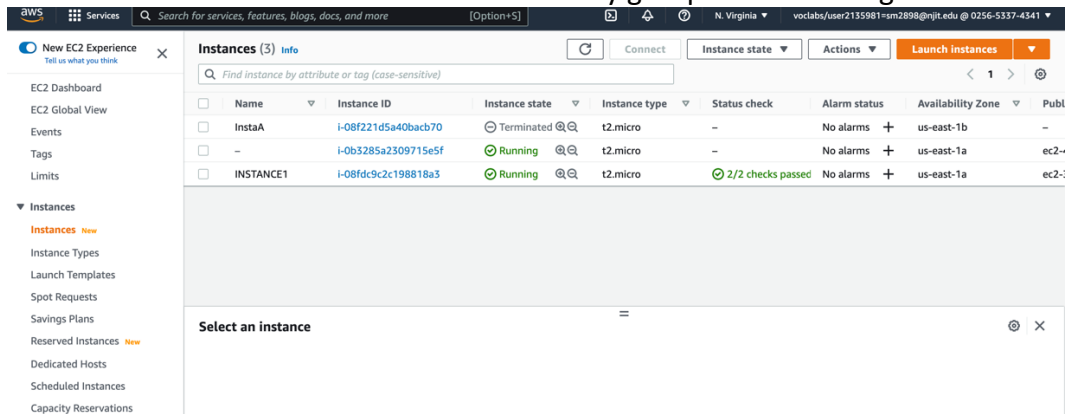 aws
Services
Search for services, features, blogs, docs, and more
[Option+S]
N. Virginia ▼
voclabs/user2135981=sm2898@njit.edu @ 0256-5337-4341 ▼
New EC2 Experience
Tell us what you think
EC2 Dashboard
EC2 Global View
Events
Tags
Limits
▼ Instances
Instances New
Instance Types
Launch Templates
Spot Requests
Savings Plans
Reserved Instances New
Dedicated Hosts
Scheduled Instances
Capacity Reservations
Instances (3) Info
Connect
Instance state ▼
Actions ▼
Launch instances ▼
Find instance by attribute or tag (case-sensitive)
< 1 >
Name Instance ID Instance state Instance type Status check Alarm status Availability Zone Publ
InstaA i-08f221d5a40bacb70 Terminated t2.micro – No alarms + us-east-1b –
– i-0b3285a2309715e5f Running t2.micro – No alarms + us-east-1a ec2-
INSTANCE1 i-08fdc9c2c198818a3 Running t2.micro 2/2 checks passed No alarms + us-east-1a ec2-
Select an instance